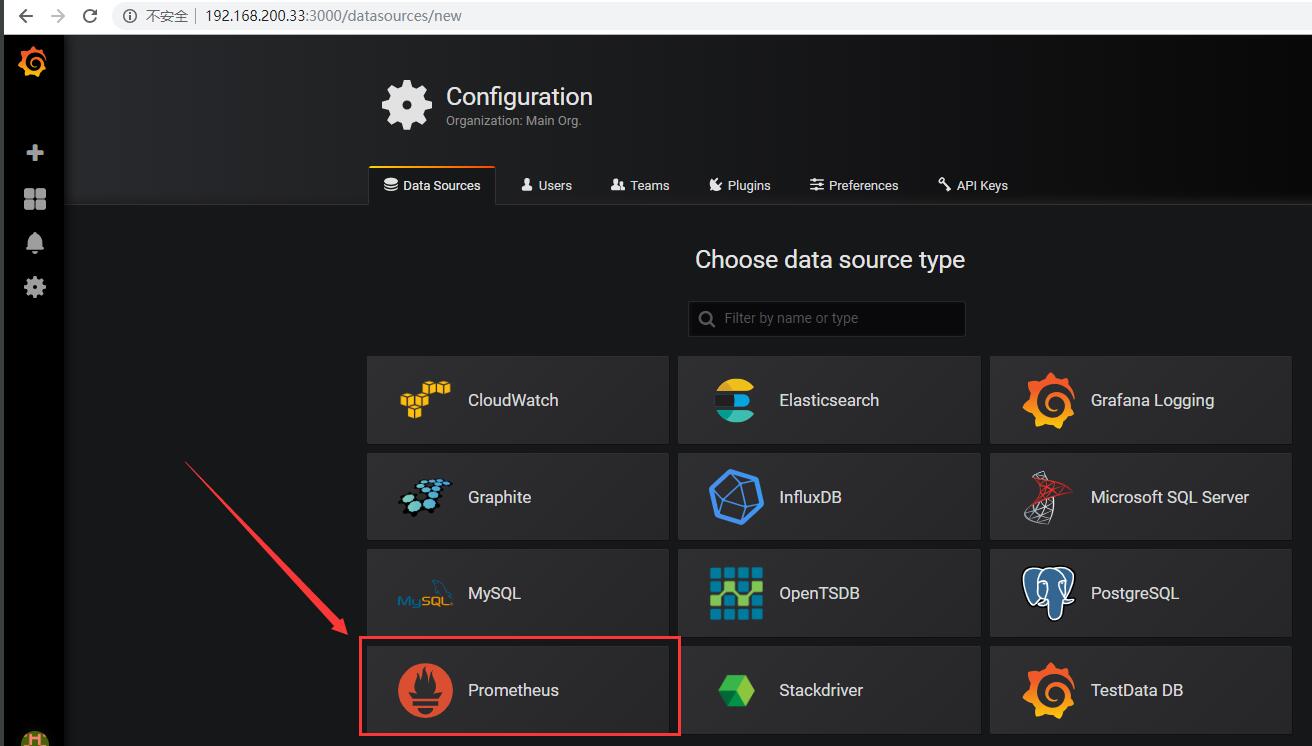 不安全 192.168.200.33:3000/datasources/new
Configuration
Organization: Main Org.
Data Sources Users Teams Plugins Preferences API Keys
Choose data source type
Filter by name or type
CloudWatch Elasticsearch Grafana Logging
Graphite InfluxDB Microsoft SQL Server
MySQL MySQL OpenTSDB PostgreSQL
Prometheus Stackdriver TestData DB